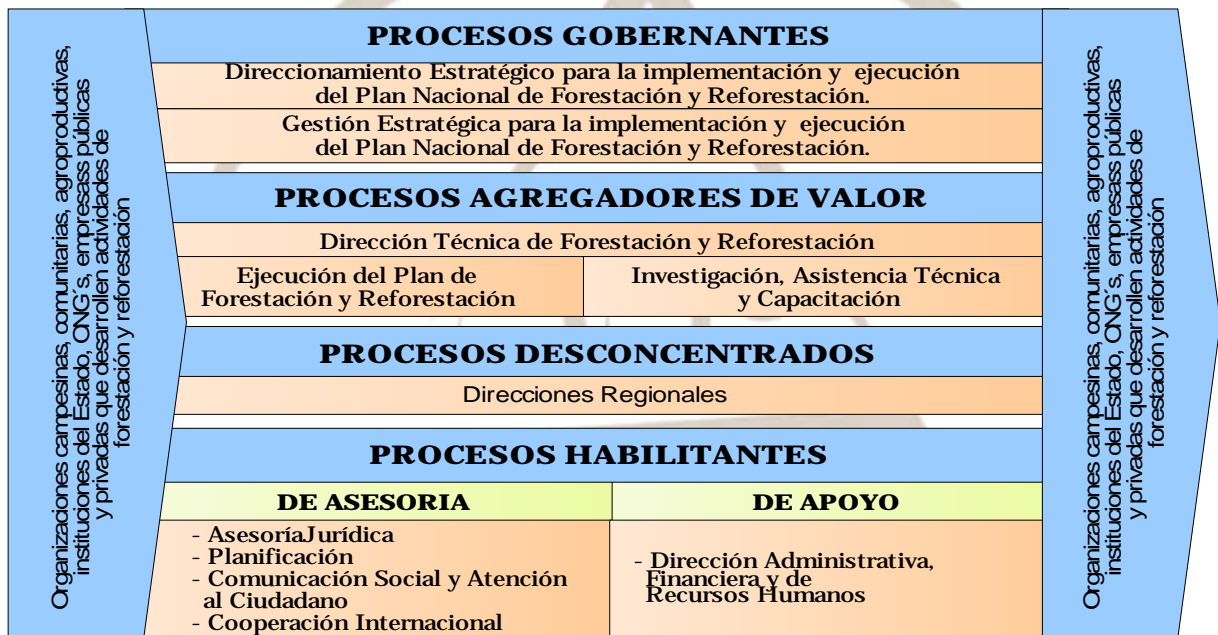 Organizaciones campesinas, comunitarias, agroproductivas,
instituciones del Estado, ONG´s, empresass públicas
y privadas que desarrollen actividades de
forestación y reforestación
PROCESOS GOBERNANTES
Direccionamiento Estratégico para la implementación y ejecución
del Plan Nacional de Forestación y Reforestación.
Gestión Estratégica para la implementación y ejecución
del Plan Nacional de Forestación y Reforestación.
PROCESOS AGREGADORES DE VALOR
Dirección Técnica de Forestación y Reforestación
Ejecución del Plan de
Forestación y Reforestación
Investigación, Asistencia Técnica
y Capacitación
PROCESOS DESCONCENTRADOS
Direcciones Regionales
PROCESOS HABILITANTES
DE ASESORIA
- AsesoríaJurídica
- Planificación
- Comunicación Social y Atención
al Ciudadano
- Cooperación Internacional
DE APOYO
- Dirección Administrativa,
Financiera y de
Recursos Humanos
Organizaciones campesinas, comunitarias, agroproductivas,
instituciones del Estado, ONG´s, empresass públicas
y privadas que desarrollen actividades de
forestación y reforestación